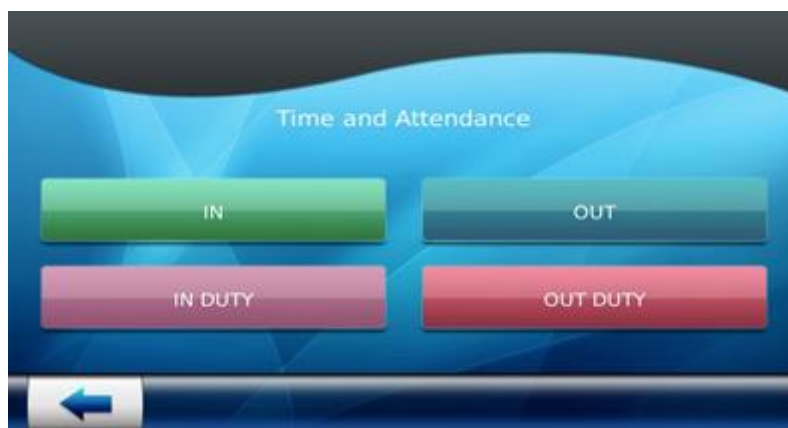 Time and Attendance
IN
OUT
IN DUTY
OUT DUTY